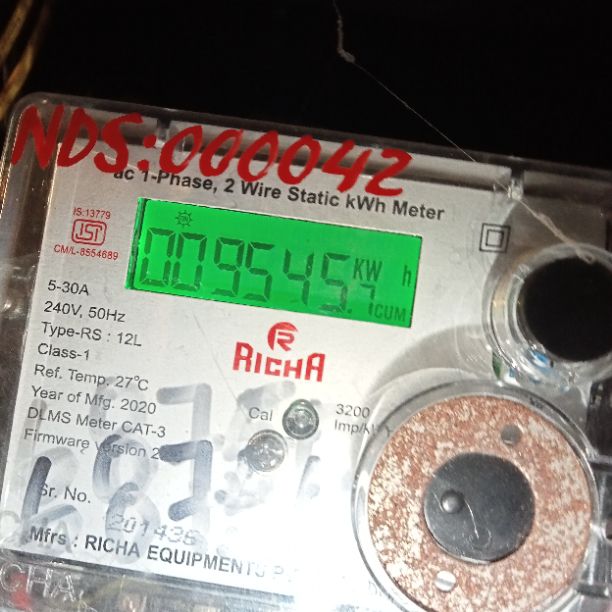 NDS:000042
ac 1-Phase, 2 Wire Static kWh Meter
IS:13779
ISI
CM/L-8554689
009545.7 KW h
CUM
5-30A
240V, 50Hz
Type-RS : 12L
Class-1
Ref. Temp. 27°C
Year of Mfg. 2020
DLMS Meter CAT-3
Firmware version
R
RICHA
Cal
3200
Sr. No.
201436
Mfrs : RICHA EQUIPMENTS